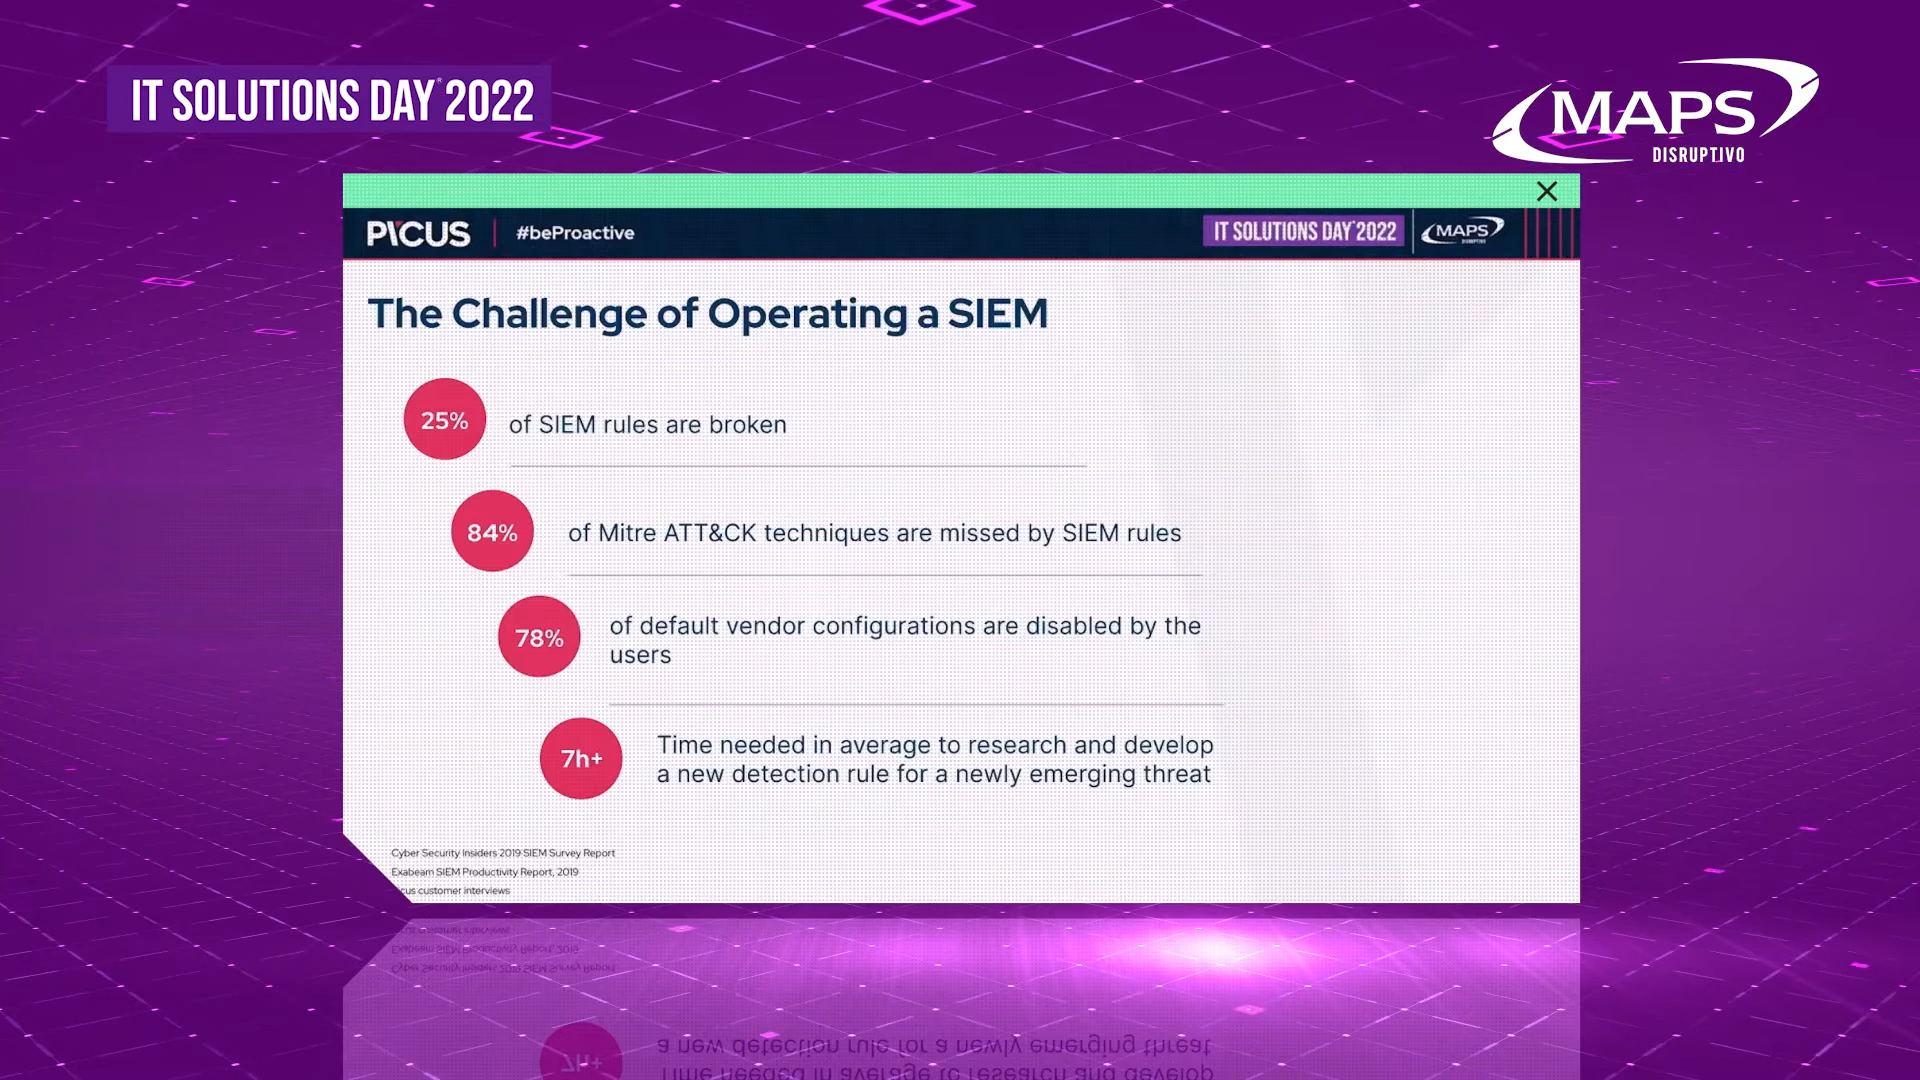 IT SOLUTIONS DAY® 2022
MAPS
DISRUPTIVO
PICUS
#beProactive
IT SOLUTIONS DAY® 2022
MAPS
DISRUPTIVO
The Challenge of Operating a SIEM
25%
of SIEM rules are broken
84%
of Mitre ATT&CK techniques are missed by SIEM rules
78%
of default vendor configurations are disabled by the
users
7h+
Time needed in average to research and develop
a new detection rule for a newly emerging threat
Cyber Security Insiders 2019 SIEM Survey Report
Exabeam SIEM Productivity Report, 2019
customer interviews